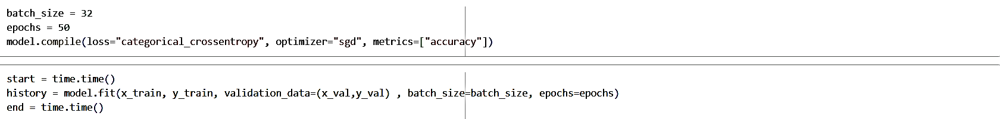 batch_size = 32
epochs = 50
model.compile(loss="categorical_crossentropy", optimizer="sgd", metrics=["accuracy"])
start = time.time()
history = model.fit(x_train, y_train, validation_data=(x_val,y_val) , batch_size=batch_size, epochs=epochs)
end = time.time()